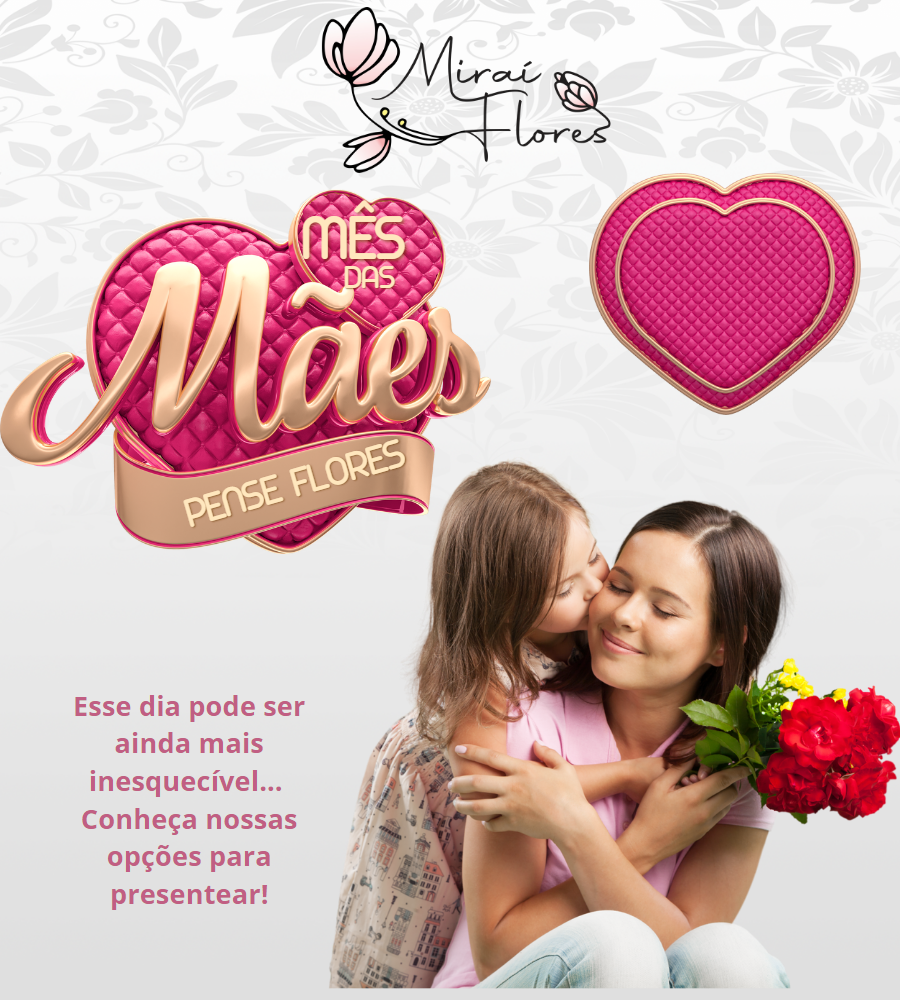 Miraí
Flores
MÊS
DAS
Mães
PENSE FLORES
Esse dia pode ser
ainda mais
inesquecível...
Conheça nossas
opções para
presentear!